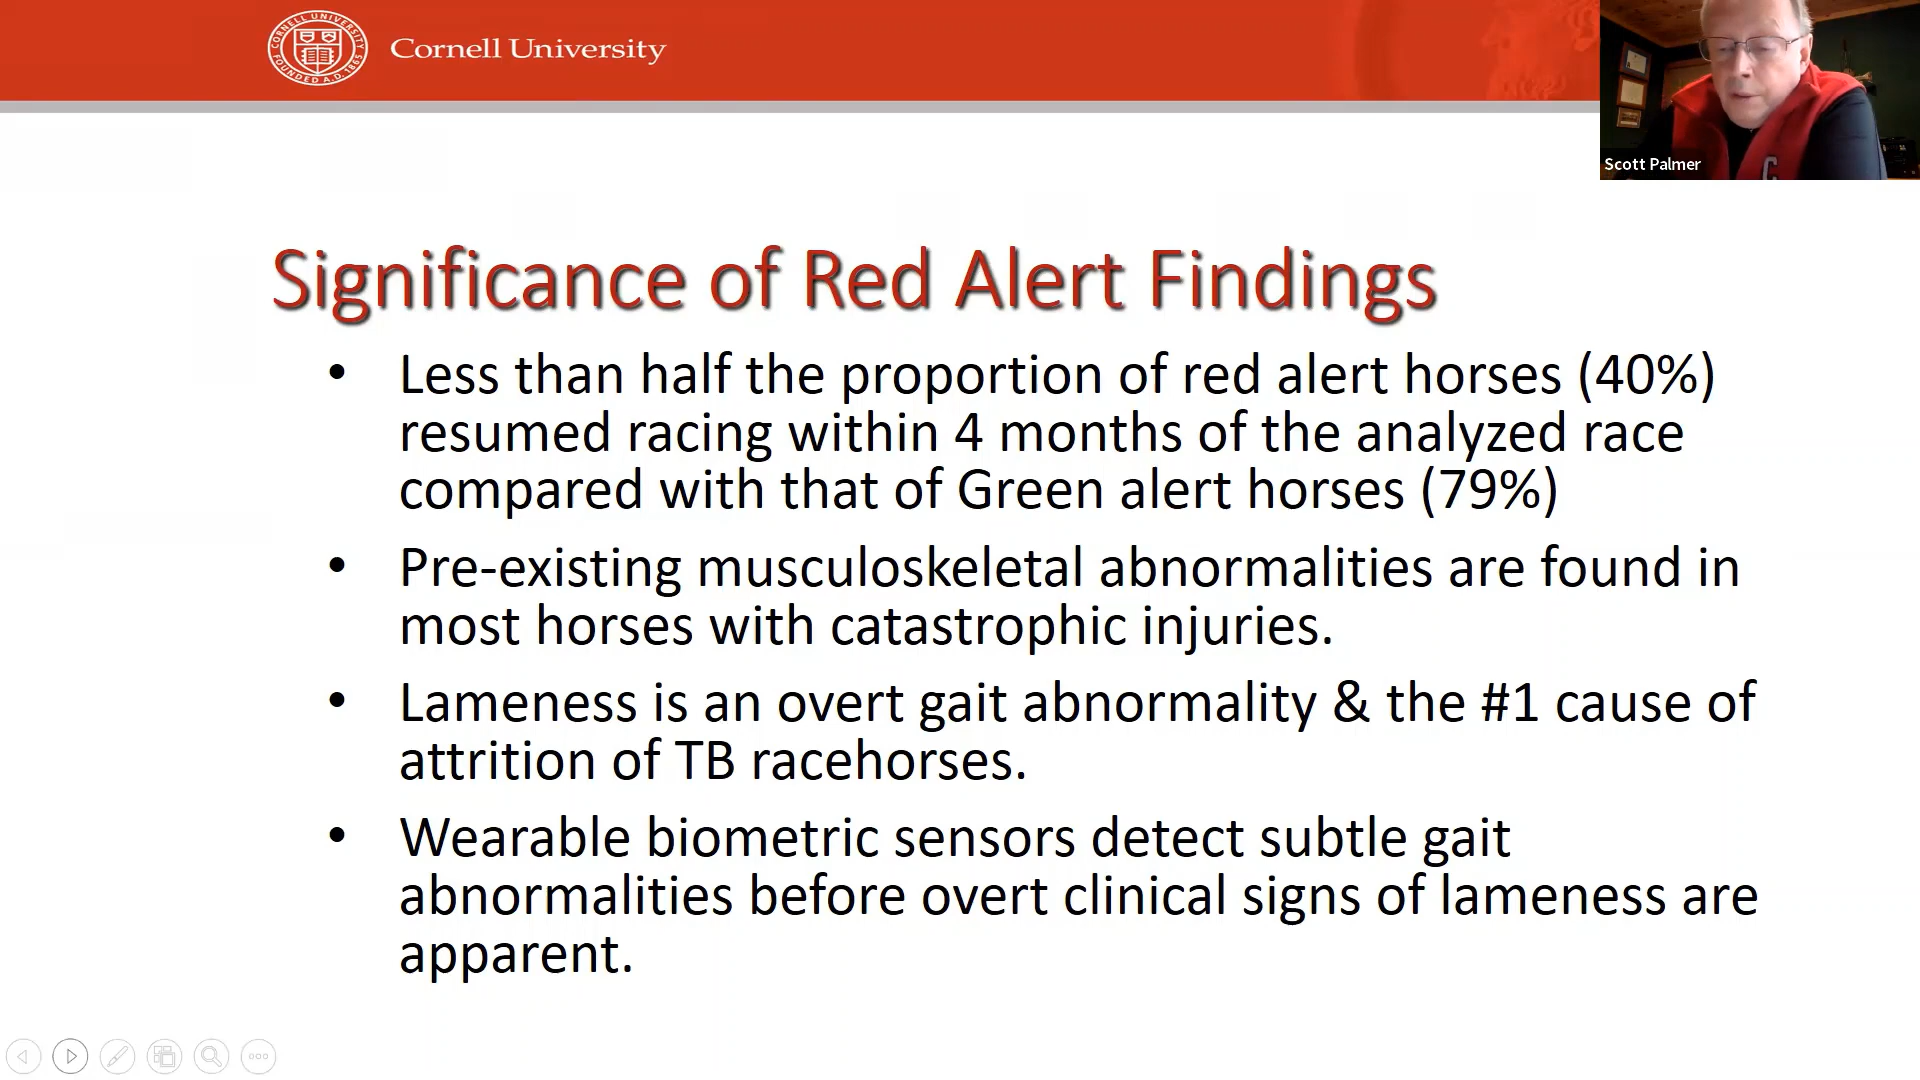 CORNELL UNIVERSITY
FOUNDED A.D. 1865
Cornell University
Scott Palmer
C
Significance of Red Alert Findings
• Less than half the proportion of red alert horses (40%)
resumed racing within 4 months of the analyzed race
compared with that of Green alert horses (79%)
• Pre-existing musculoskeletal abnormalities are found in
most horses with catastrophic injuries.
• Lameness is an overt gait abnormality & the #1 cause of
attrition of TB racehorses.
• Wearable biometric sensors detect subtle gait
abnormalities before overt clinical signs of lameness are
apparent.